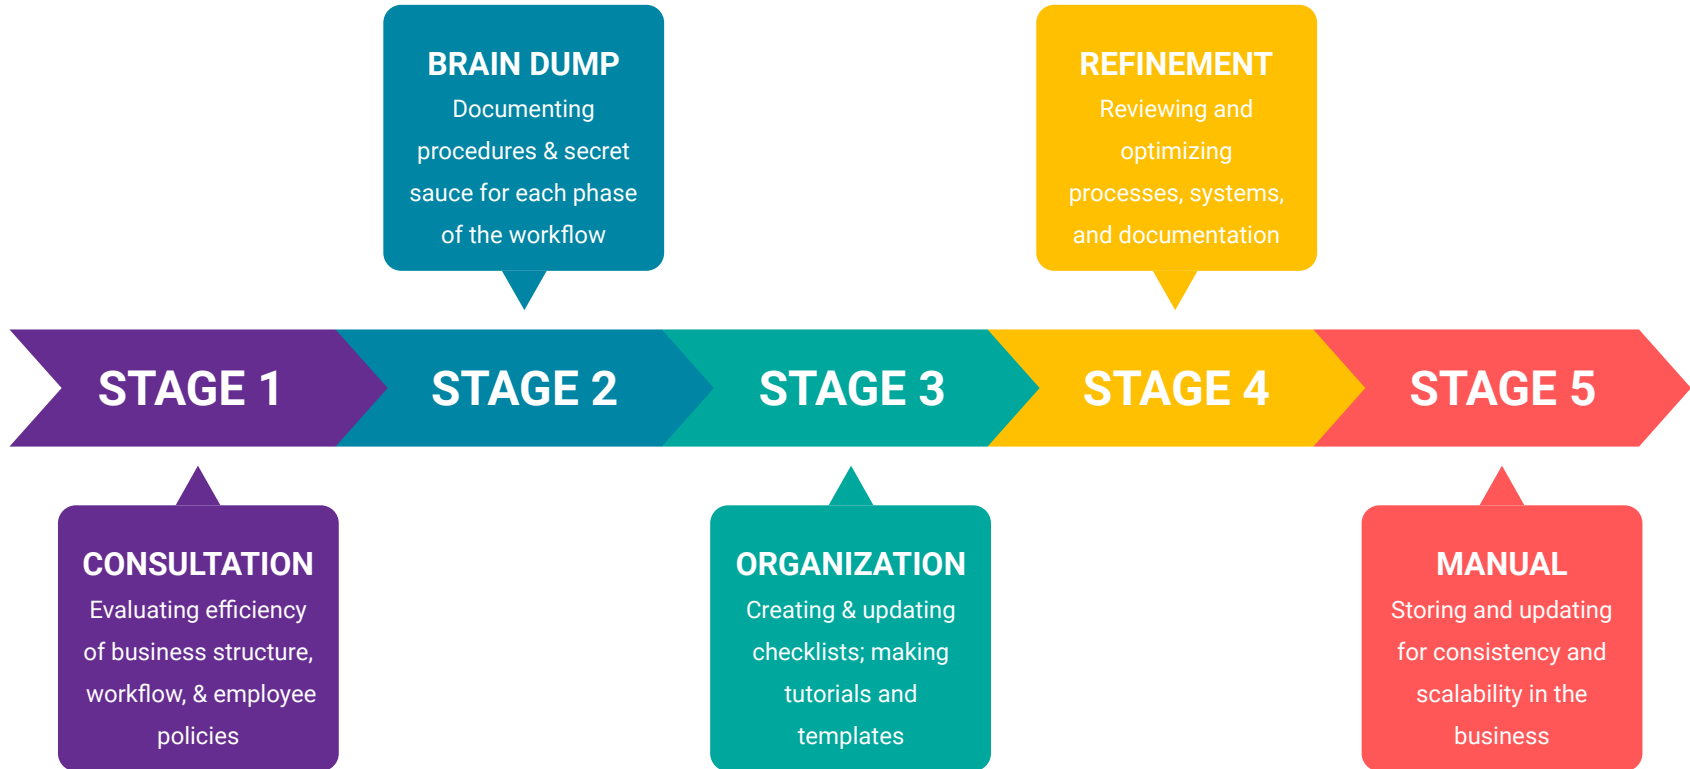 BRAIN DUMP
Documenting
procedures & secret
sauce for each phase
of the workflow
REFINEMENT
Reviewing and
optimizing
processes, systems,
and documentation
STAGE 1
STAGE 2
STAGE 3
STAGE 4
STAGE 5
CONSULTATION
Evaluating efficiency
of business structure,
workflow, & employee
policies
ORGANIZATION
Creating & updating
checklists; making
tutorials and
templates
MANUAL
Storing and updating
for consistency and
scalability in the
business